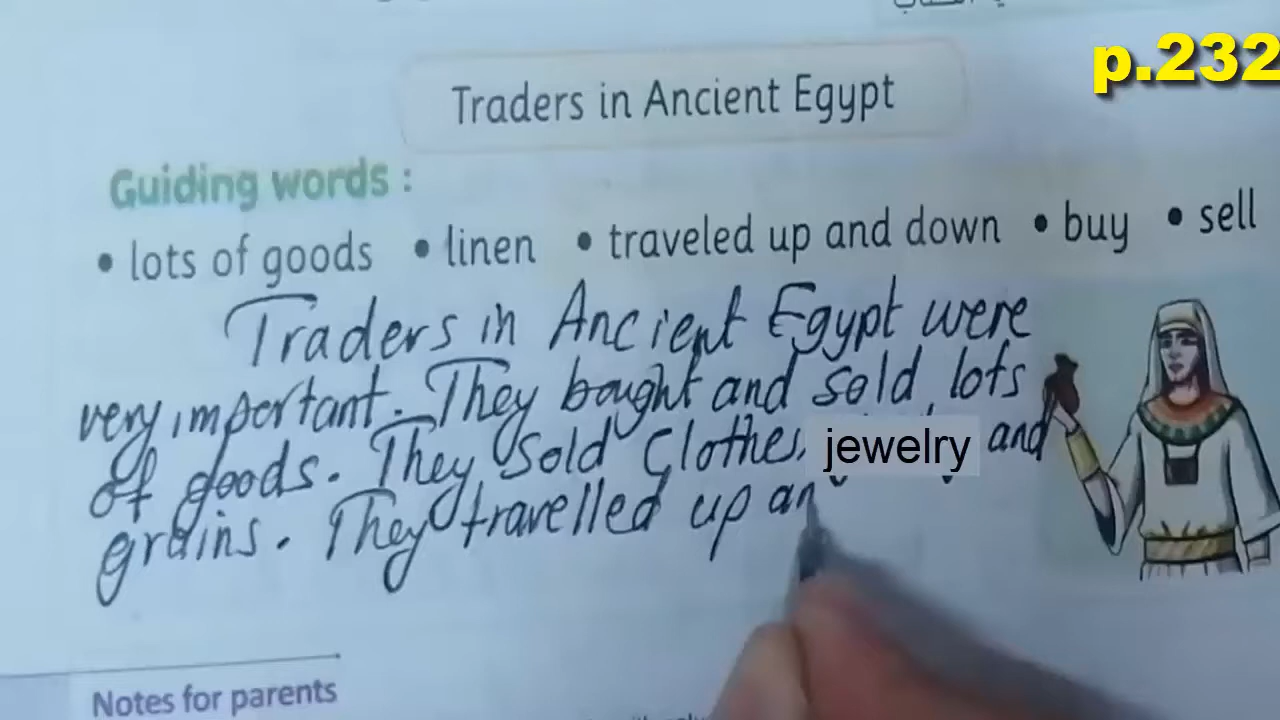 p.232
Traders in Ancient Egypt
Guiding words :
• lots of goods • linen • traveled up and down • buy • sell
Traders in Ancient Egypt were
very important. They bought and sold lots
of goods. They sold Clothes, jewelry and
grains. They travelled up an
Notes for parents